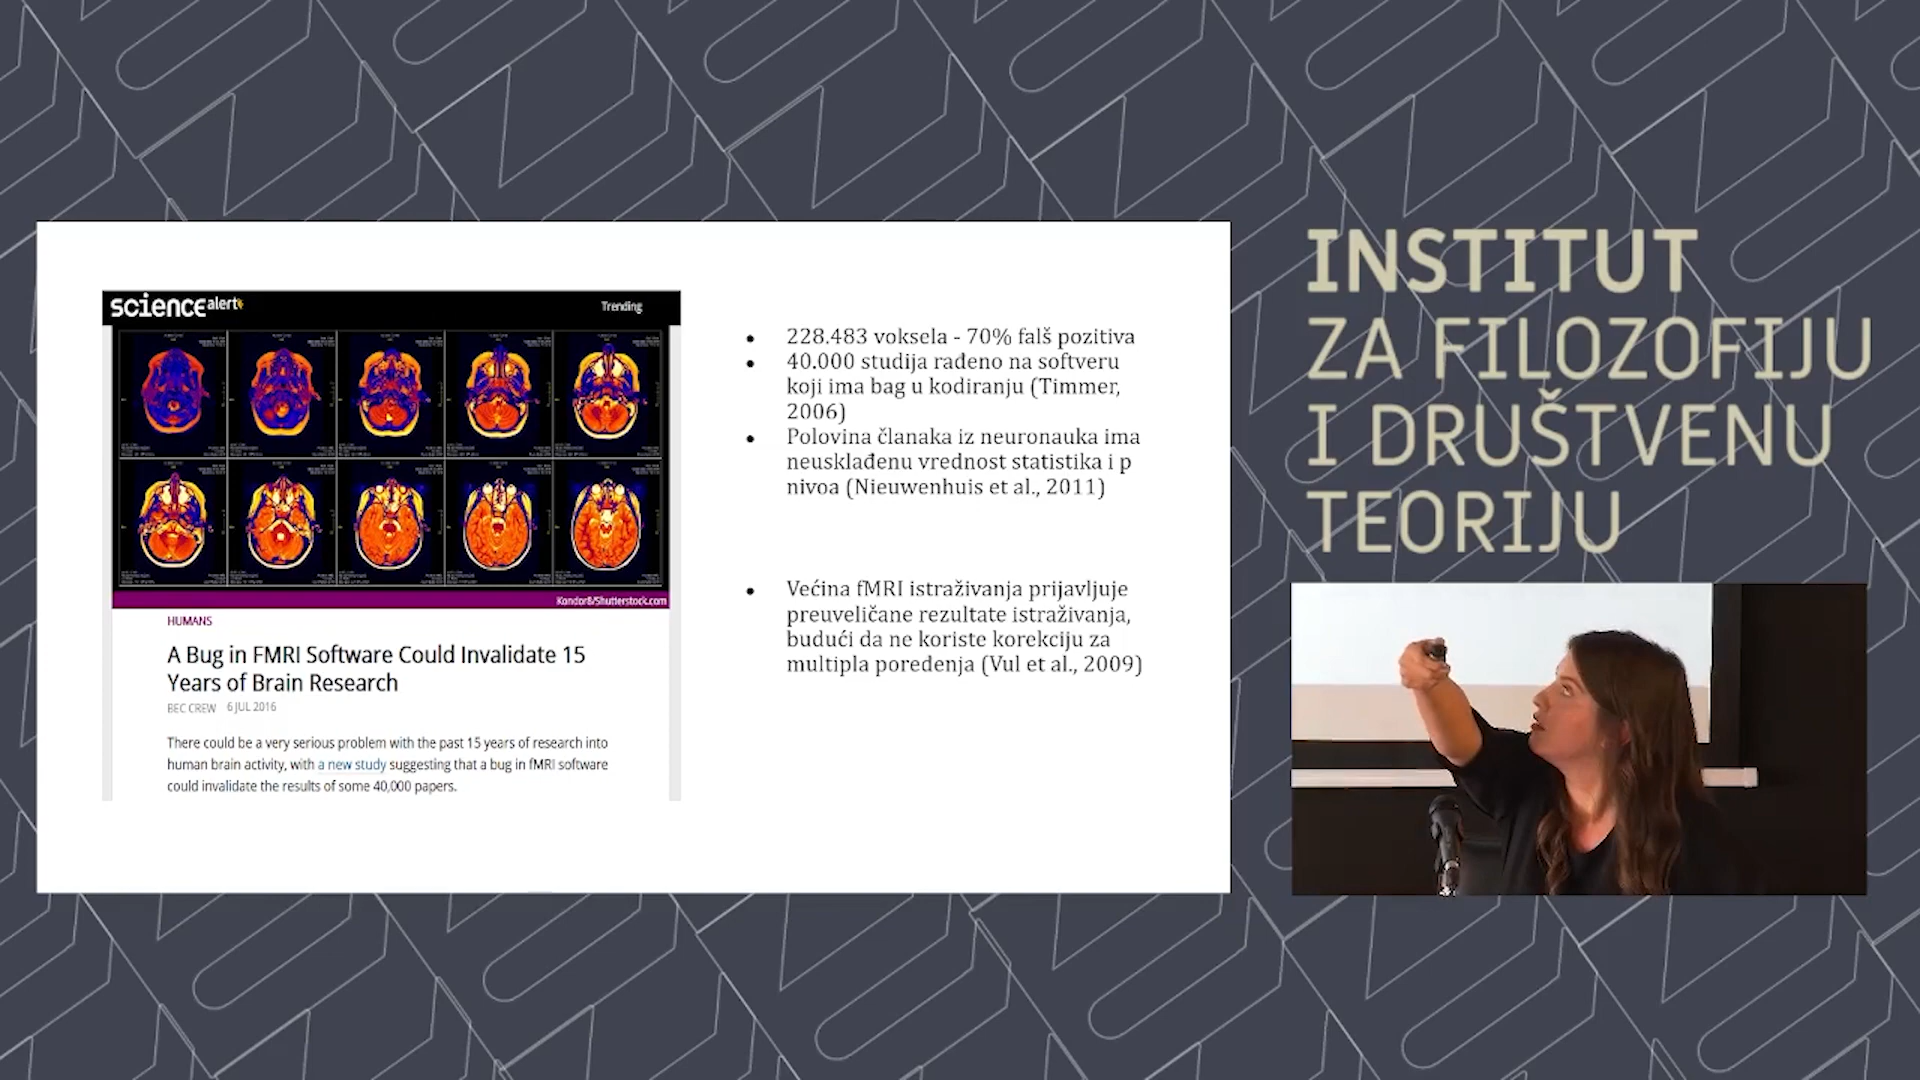 sciencealert
Trending
Kondor8/Shutterstock.com
HUMANS
A Bug in FMRI Software Could Invalidate 15
Years of Brain Research
BEC CREW 6 JUL 2016
There could be a very serious problem with the past 15 years of research into
human brain activity, with a new study suggesting that a bug in fMRI software
could invalidate the results of some 40,000 papers.
• 228.483 voksela - 70% falš pozitiva
• 40.000 studija rađeno na softveru
koji ima bag u kodiranju (Timmer,
2006)
• Polovina članaka iz neuronauka ima
neusklađenu vrednost statistika i p
nivoa (Nieuwenhuis et al., 2011)
• Većina fMRI istraživanja prijavljuje
preuveličane rezultate istraživanja,
budući da ne koriste korekciju za
multipla poređenja (Vul et al., 2009)
INSTITUT
ZA FILOZOFIJU
I DRUŠTVENU
TEORIJU